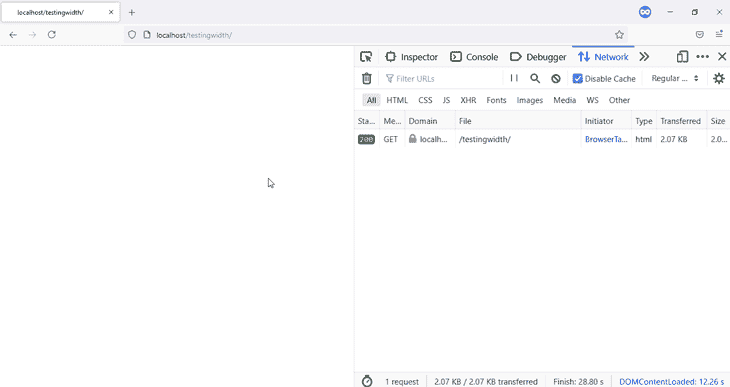 localhost/testingwidth/
localhost/testingwidth/
Inspector Console Debugger Network
Filter URLs Disable Cache Regular ...
All HTML CSS JS XHR Fonts Images Media WS Other
Sta... Me... Domain File Initiator Type Transferred Size
200 GET localh... /testingwidth/ BrowserTa... html 2.07 KB 2.0...
1 request 2.07 KB / 2.07 KB transferred Finish: 28.80 s DOMContentLoaded: 12.26 s